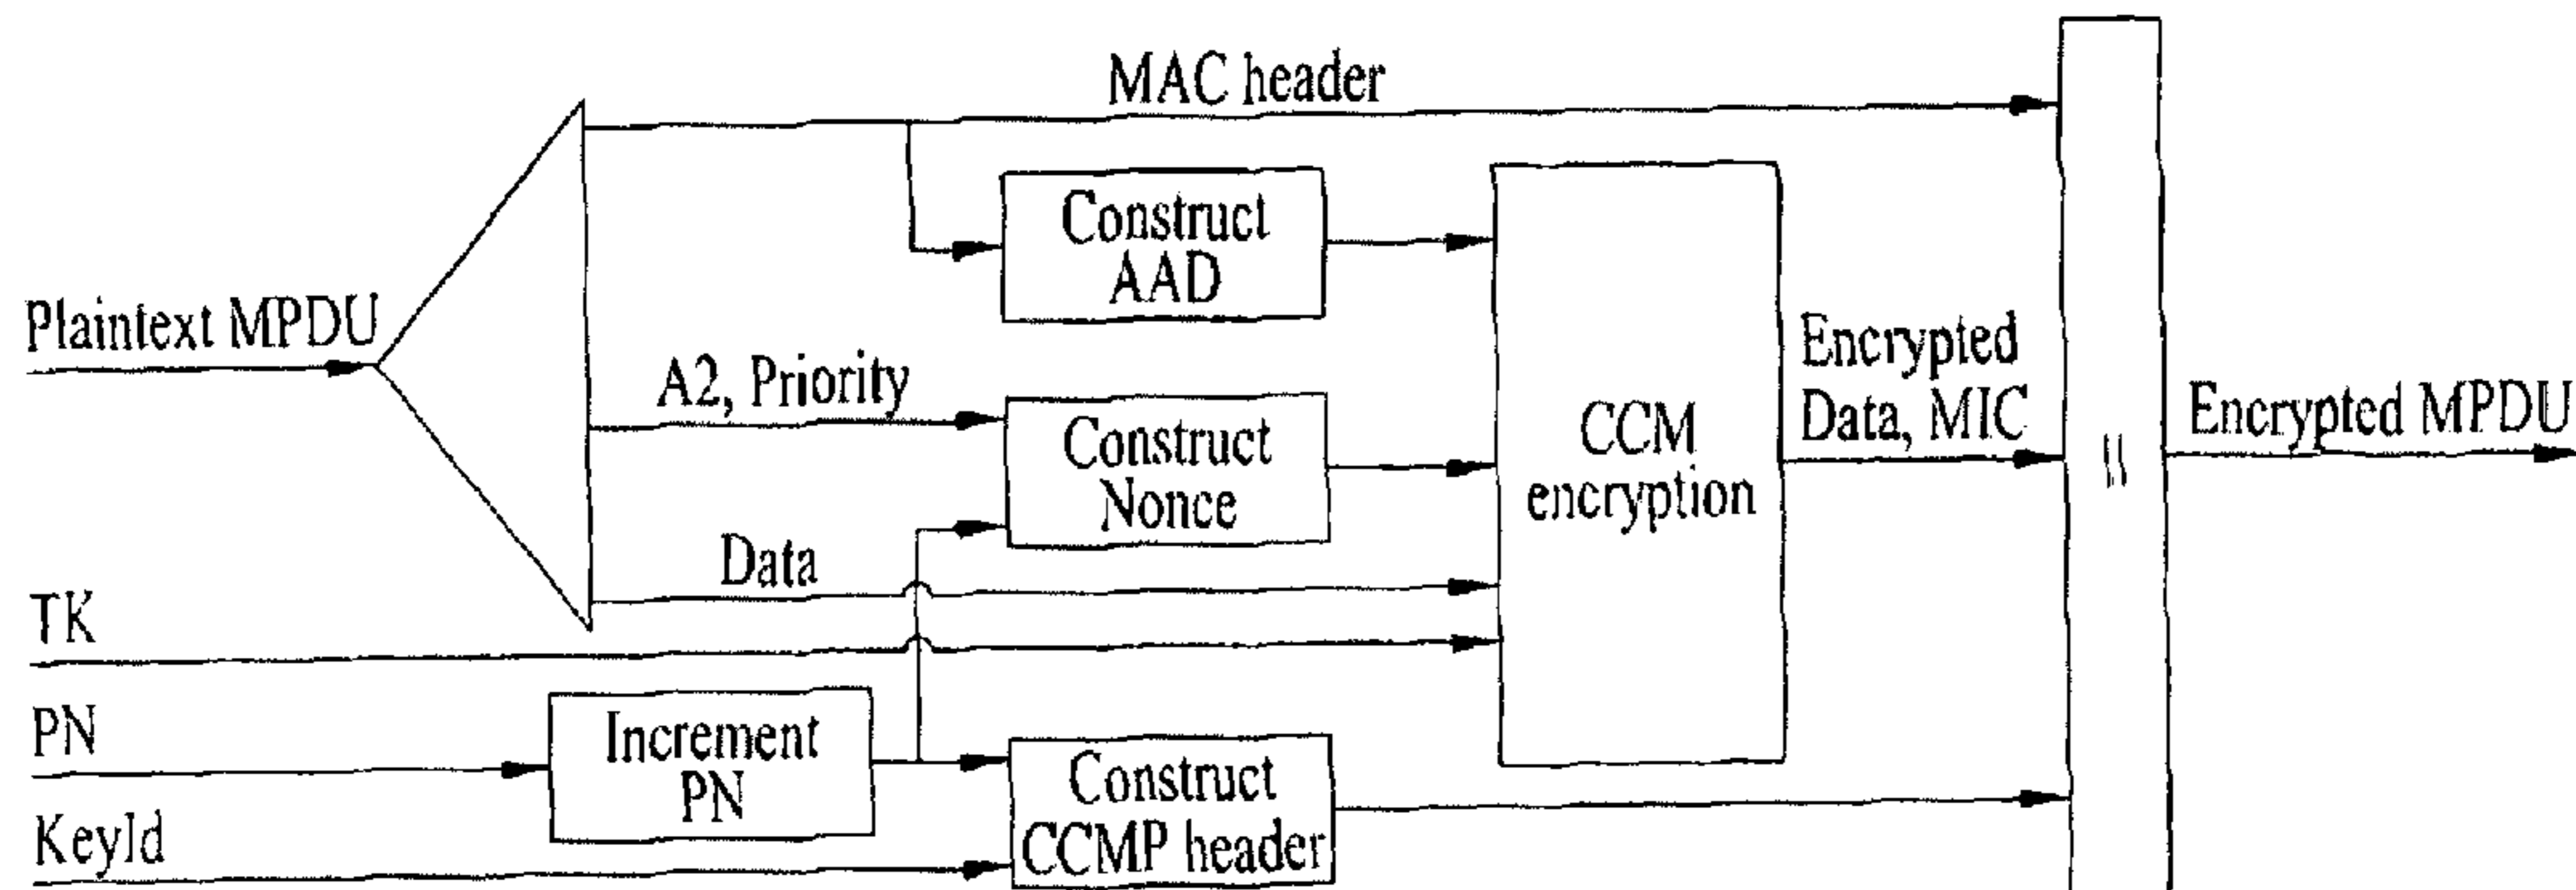 MAC header
Construct
AAD
Plaintext MPDU
A2, Priority
Construct
Nonce
Data
CCM
encryption
Encrypted
Data, MIC
||
Encrypted MPDU
TK
PN
Increment
PN
KeyId
Construct
CCMP header